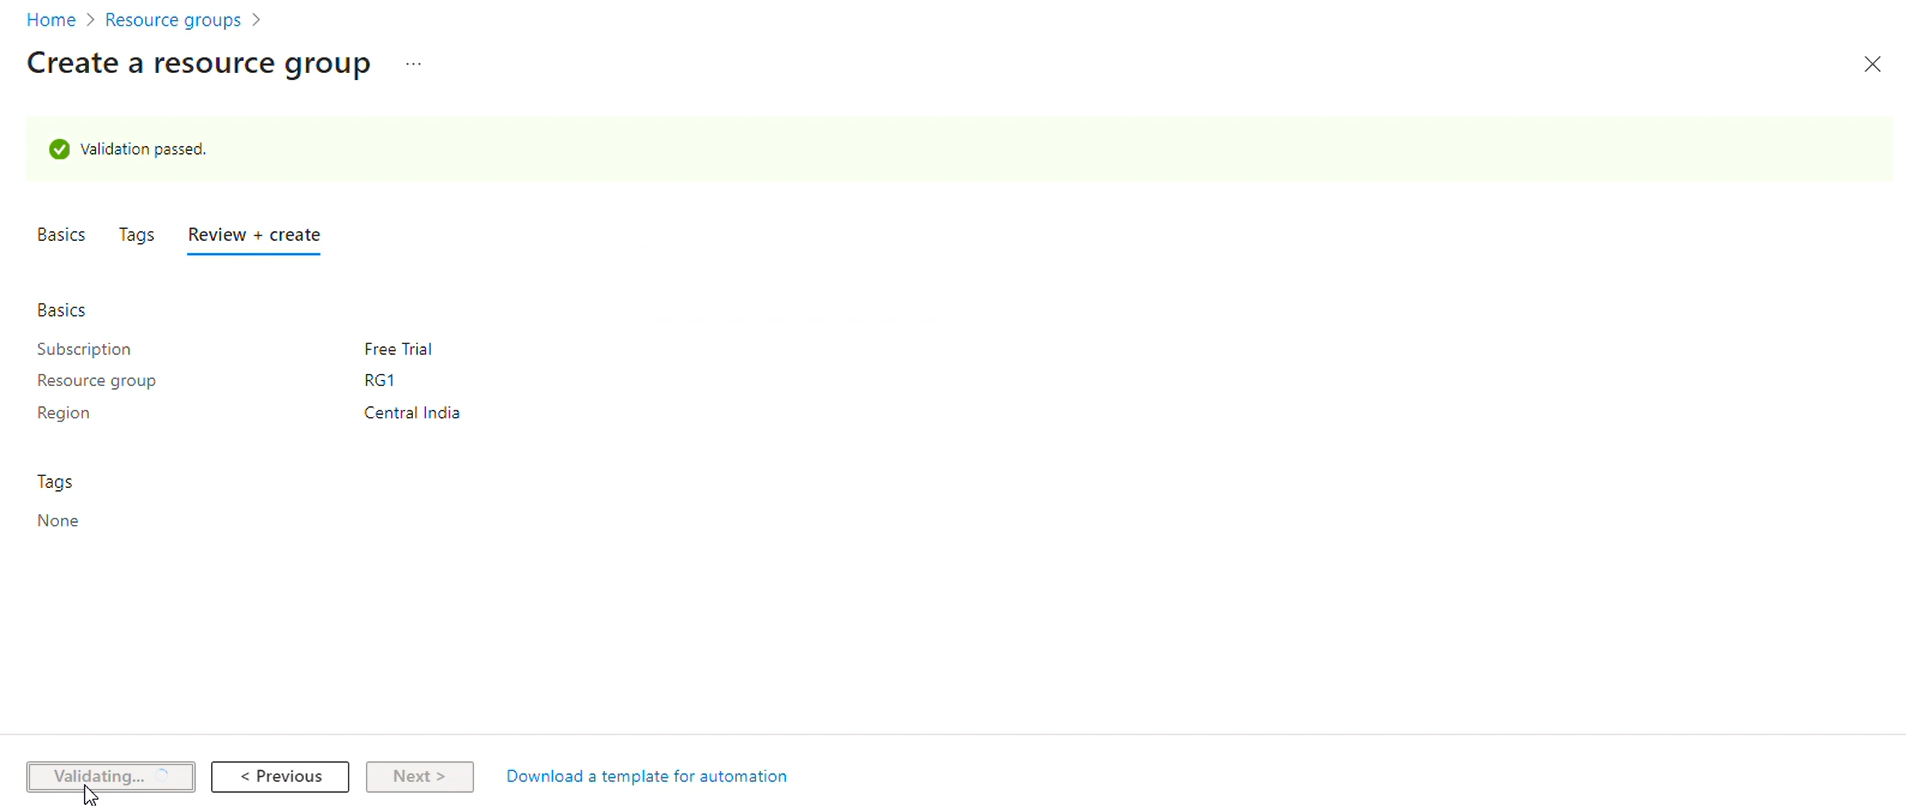 Home > Resource groups >
Create a resource group ...
Validation passed.
Basics Tags Review + create
Basics
Subscription Free Trial
Resource group RG1
Region Central India
Tags
None
Validating... < Previous Next > Download a template for automation